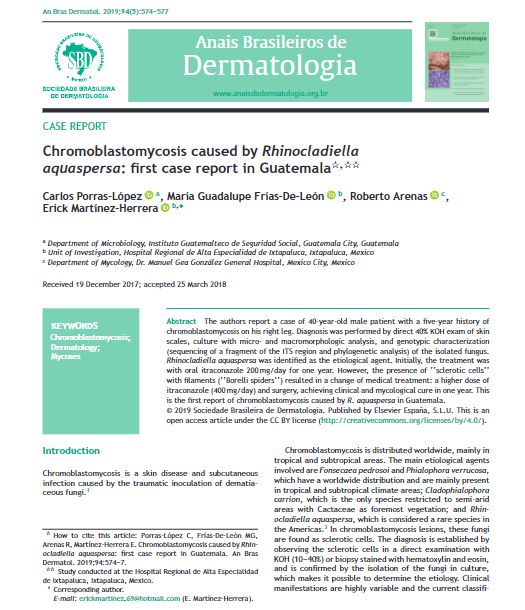 An Bras Dermatol. 2019;94(5):574---577
SOCIEDADE BRASILEIRA
DE DERMATOLOGIA
SBD
Anais Brasileiros de
Dermatologia
www.anaisdedermatologia.org.br
Dermatologia
CASE REPORT
Chromoblastomycosis caused by Rhinocladiella
aquaspersa: first case report in Guatemala☆,☆☆
Carlos Porras-López a, María Guadalupe Frías-De-León b, Roberto Arenas c,
Erick Martínez-Herrera b,∗
a Department of Microbiology, Instituto Guatemalteco de Seguridad Social, Guatemala City, Guatemala
b Unit of Investigation, Hospital Regional de Alta Especialidad de Ixtapaluca, Ixtapaluca, Mexico
c Department of Mycology, Dr. Manuel Gea González General Hospital, Mexico City, Mexico
Received 19 December 2017; accepted 25 March 2018
KEYWORDS
Chromoblastomycosis;
Dermatology;
Mycoses
Abstract The authors report a case of 40-year-old male patient with a five-year history of
chromoblastomycosis on his right leg. Diagnosis was performed by direct 40% KOH exam of skin
scales, culture with micro- and macromorphologic analysis, and genotypic characterization
(sequencing of a fragment of the ITS region and phylogenetic analysis) of the isolated fungus.
Rhinocladiella aquaspersa was identified as the etiological agent. Initially, the treatment was
with oral itraconazole 200 mg/day for one year. However, the presence of ''sclerotic cells''
with filaments (''Borelli spiders'') resulted in a change of medical treatment: a higher dose of
itraconazole (400 mg/day) and surgery, achieving clinical and mycological cure in one year. This
is the first report of chromoblastomycosis caused by R. aquaspersa in Guatemala.
© 2019 Sociedade Brasileira de Dermatologia. Published by Elsevier España, S.L.U. This is an
open access article under the CC BY license (http://creativecommons.org/licenses/by/4.0/).
Introduction
Chromoblastomycosis is a skin disease and subcutaneous
infection caused by the traumatic inoculation of dematia-
ceous fungi.1
☆ How to cite this article: Porras-López C, Frías-De-León MG,
Arenas R, Martínez-Herrera E. Chromoblastomycosis caused by Rhin-
ocladiella aquaspersa: first case report in Guatemala. An Bras
Dermatol. 2019;94:574---7.
☆☆ Study conducted at the Hospital Regional de Alta Especialidad
de Ixtapaluca, Ixtapaluca, Mexico.
∗ Corresponding author.
E-mail: erickmartinez_69@hotmail.com (E. Martínez-Herrera).
Chromoblastomycosis is distributed worldwide, mainly in
tropical and subtropical areas. The main etiological agents
involved are Fonsecaea pedrosoi and Phialophora verrucosa,
which have a worldwide distribution and are mainly present
in tropical and subtropical climate areas; Cladophialophora
carrion, which is the only species restricted to semi-arid
areas with Cactaceae as foremost vegetation; and Rhin-
ocladiella aquaspersa, which is considered a rare species in
the Americas.2 In chromoblastomycosis lesions, these fungi
are found as sclerotic cells. The diagnosis is established by
observing the sclerotic cells in a direct examination with
KOH (10---40%) or biopsy stained with hematoxylin and eosin,
and is confirmed by the isolation of the fungi in culture,
which makes it possible to determine the etiology. Clinical
manifestations are highly variable and the current classifi-